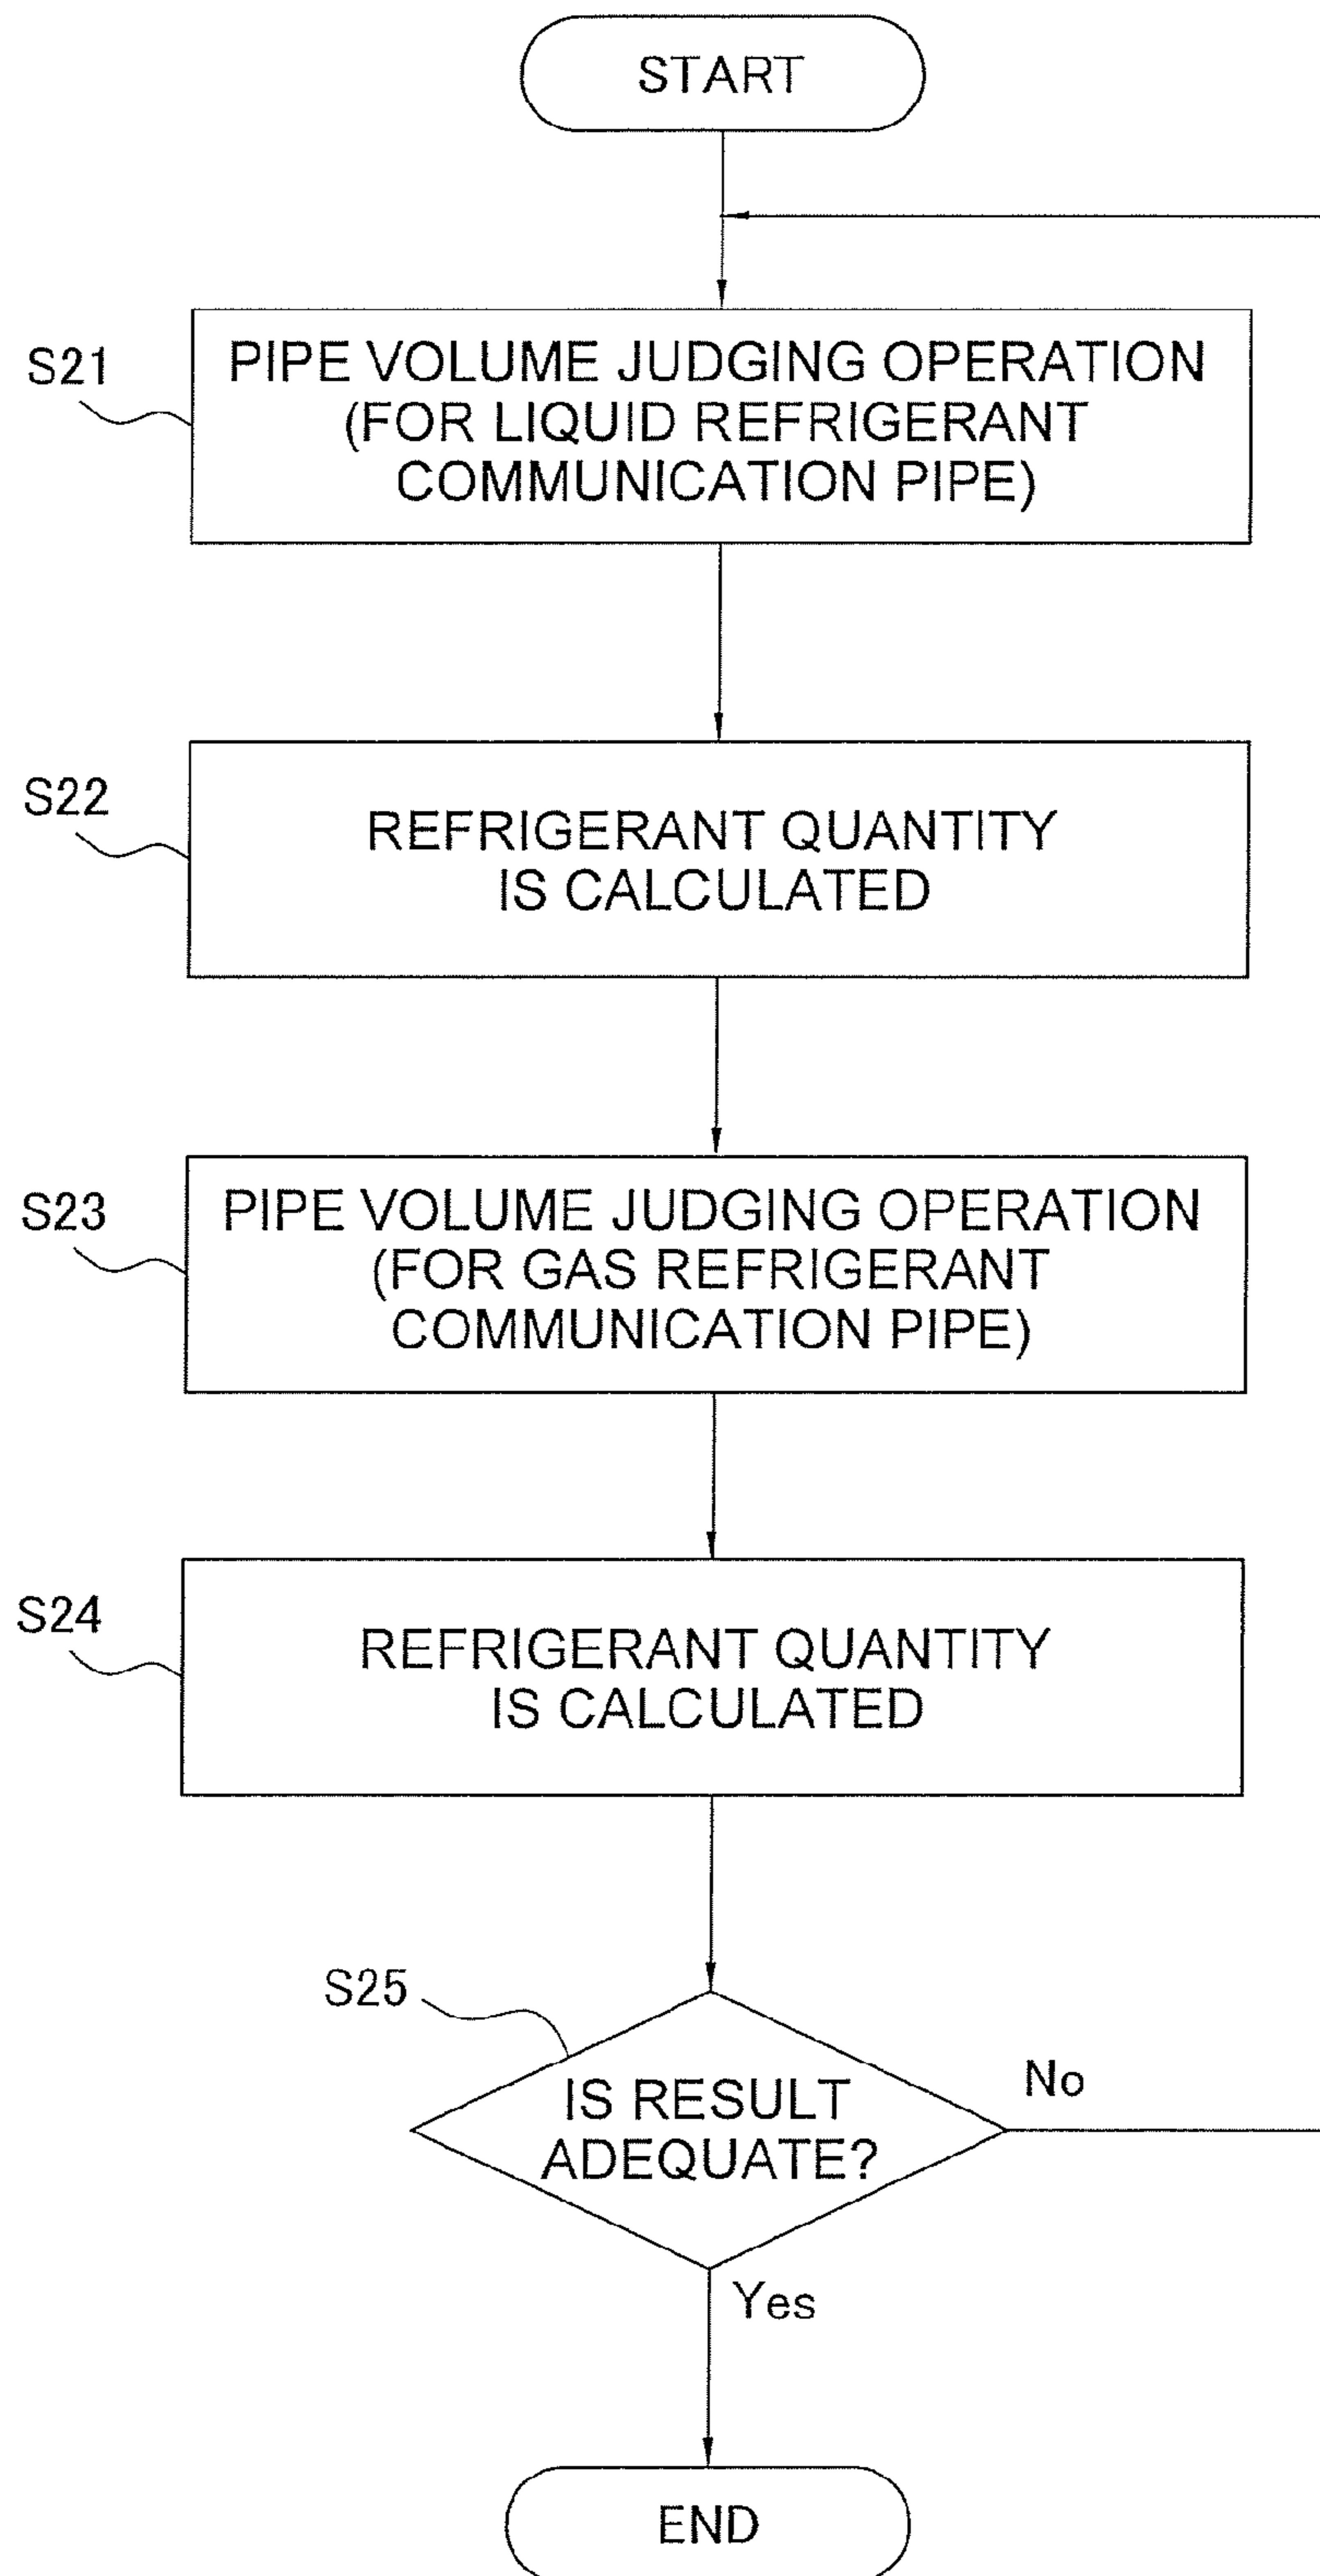 START
S21
PIPE VOLUME JUDGING OPERATION
(FOR LIQUID REFRIGERANT
COMMUNICATION PIPE)
S22
REFRIGERANT QUANTITY
IS CALCULATED
S23
PIPE VOLUME JUDGING OPERATION
(FOR GAS REFRIGERANT
COMMUNICATION PIPE)
S24
REFRIGERANT QUANTITY
IS CALCULATED
S25
IS RESULT
ADEQUATE?
No
Yes
END